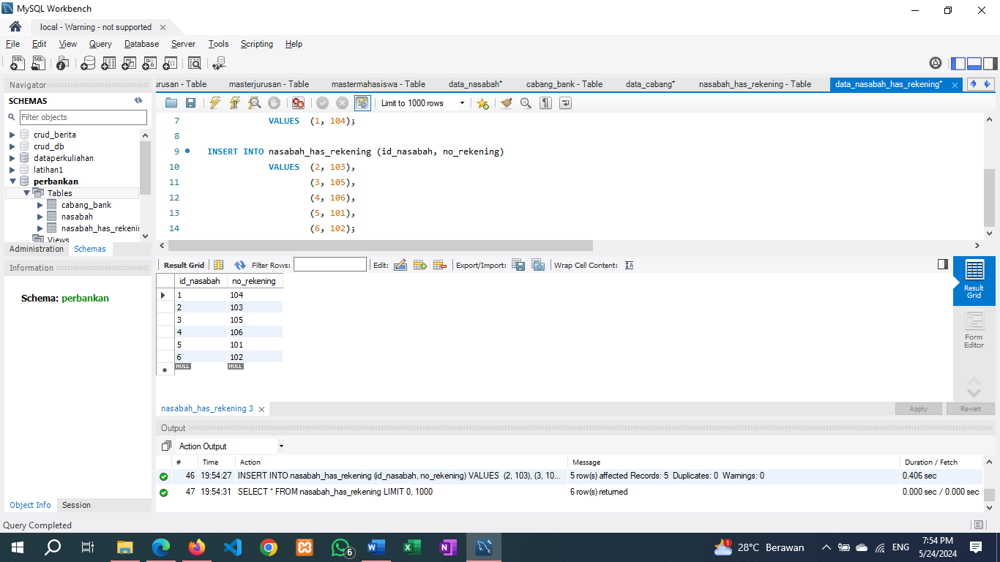 MySQL Workbench
local - Warning - not supported
File Edit View Query Database Server Tools Scripting Help
Navigator
urusan - Table masterjurusan - Table mastermahasiswa - Table data_nasabah* cabang_bank - Table data_cabang* nasabah_has_rekening - Table data_nasabah_has_rekening*
SCHEMAS
Limit to 1000 rows
Filter objects
crud_berita
crud_db
dataperkuliahan
latihan1
perbankan
Tables
cabang_bank
nasabah
nasabah_has_rekenin
Views
7 VALUES (1, 104);
8
9 INSERT INTO nasabah_has_rekening (id_nasabah, no_rekening)
10 VALUES (2, 103),
11 (3, 105),
12 (4, 106),
13 (5, 101),
14 (6, 102);
Administration Schemas
Information
Schema: perbankan
Result Grid Filter Rows: Edit: Export/Import: Wrap Cell Content:
id_nasabah no_rekening
1 104
2 103
3 105
4 106
5 101
6 102
NULL NULL
Result
Grid
Form
Editor
nasabah_has_rekening 3 Apply Revert
Output
Action Output
# Time Action Message Duration / Fetch
46 19:54:27 INSERT INTO nasabah_has_rekening (id_nasabah, no_rekening) VALUES (2, 103), (3, 10... 5 row(s) affected Records: 5 Duplicates: 0 Warnings: 0 0.406 sec
47 19:54:31 SELECT * FROM nasabah_has_rekening LIMIT 0, 1000 6 row(s) returned 0.000 sec / 0.000 sec
Object Info Session
Query Completed
6 1 28°C Berawan ENG 7:54 PM
5/24/2024